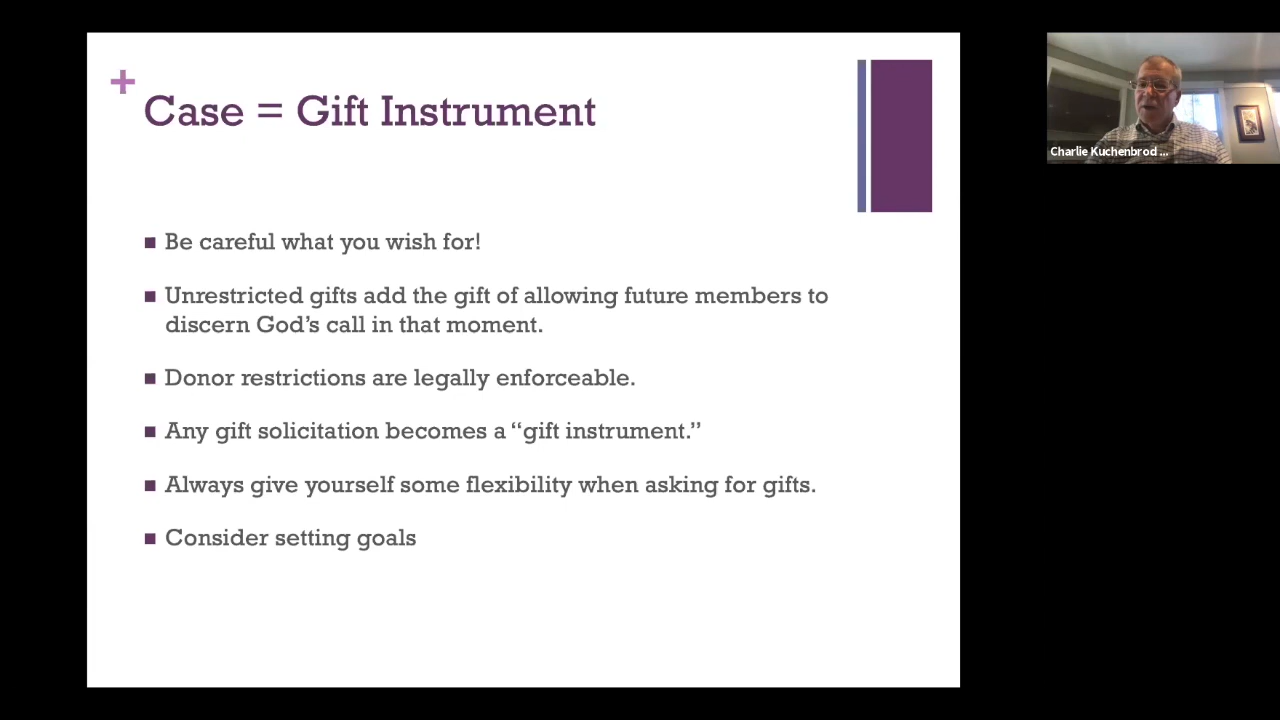 +
Case = Gift Instrument
Be careful what you wish for!
Unrestricted gifts add the gift of allowing future members to
discern God’s call in that moment.
Donor restrictions are legally enforceable.
Any gift solicitation becomes a “gift instrument.”
Always give yourself some flexibility when asking for gifts.
Consider setting goals
Charlie Kuchenbrod ...